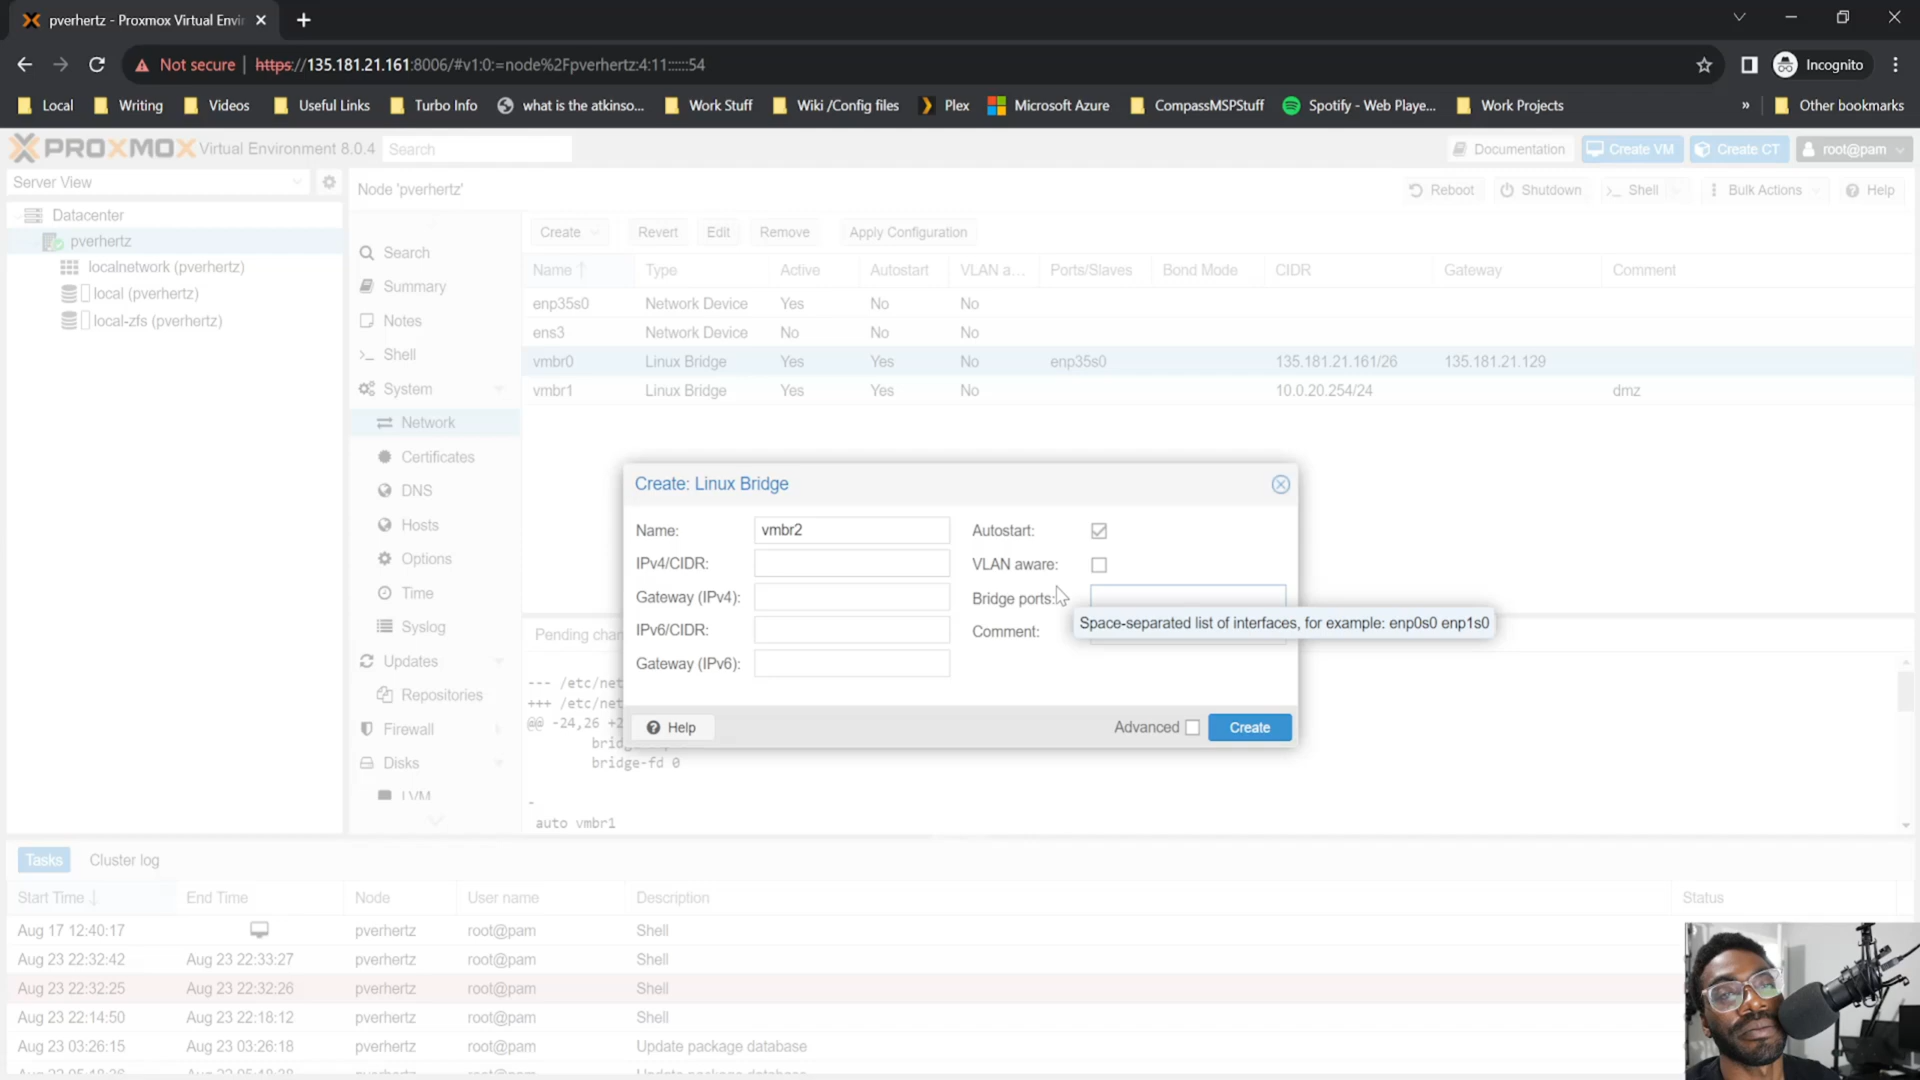 pverhertz - Proxmox Virtual Envir
Not secure https://135.181.21.161:8006/#v1:0:=node%2Fpverhertz:4:11::::::54
Incognito
Local Writing Videos Useful Links Turbo Info what is the atkinso... Work Stuff Wiki /Config files Plex Microsoft Azure CompassMSPStuff Spotify - Web Playe... Work Projects » Other bookmarks
PROXMOX Virtual Environment 8.0.4 Search Documentation Create VM Create CT root@pam
Server View
Node 'pverhertz' Reboot Shutdown Shell Bulk Actions Help
Datacenter
pverhertz
localnetwork (pverhertz)
local (pverhertz)
local-zfs (pverhertz)
Search
Summary
Notes
Shell
System
Network
Certificates
DNS
Hosts
Options
Time
Syslog
Updates
Repositories
Firewall
Disks
LVM
Create Revert Edit Remove Apply Configuration
Name ↑ Type Active Autostart VLAN a... Ports/Slaves Bond Mode CIDR Gateway Comment
enp35s0 Network Device Yes No No
ens3 Network Device No No No
vmbr0 Linux Bridge Yes Yes No enp35s0 135.181.21.161/26 135.181.21.129
vmbr1 Linux Bridge Yes Yes No 10.0.20.254/24 dmz
Create: Linux Bridge
Name: vmbr2 Autostart:
IPv4/CIDR: VLAN aware:
Gateway (IPv4): Bridge ports:
Space-separated list of interfaces, for example: enp0s0 enp1s0
IPv6/CIDR: Comment:
Gateway (IPv6):
Help Advanced Create
Pending chan
--- /etc/net
+++ /etc/net
@@ -24,26 +2
brid
bridge-fd 0
-
auto vmbr1
Tasks Cluster log
Start Time ↓ End Time Node User name Description Status
Aug 17 12:40:17 pverhertz root@pam Shell
Aug 23 22:32:42 Aug 23 22:33:27 pverhertz root@pam Shell
Aug 23 22:32:25 Aug 23 22:32:26 pverhertz root@pam Shell
Aug 23 22:14:50 Aug 23 22:18:12 pverhertz root@pam Shell
Aug 23 03:26:15 Aug 23 03:26:18 pverhertz root@pam Update package database